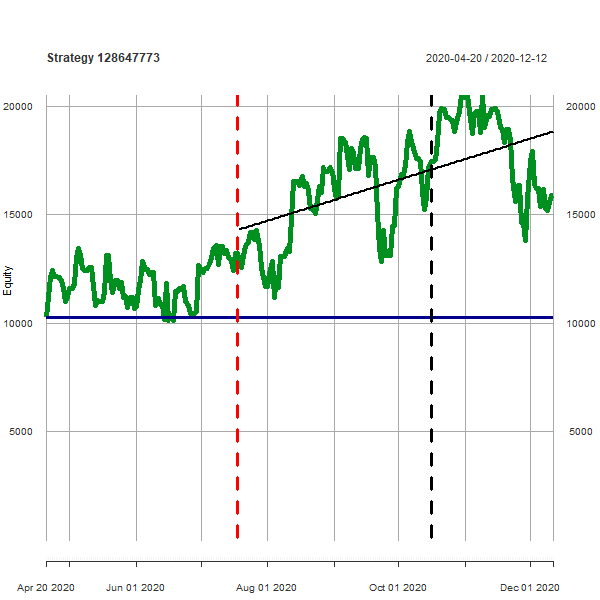 Strategy 128647773
2020-04-20 / 2020-12-12
20000
20000
15000
15000
10000
10000
5000
5000
Equity
Apr 20 2020
Jun 01 2020
Aug 01 2020
Oct 01 2020
Dec 01 2020